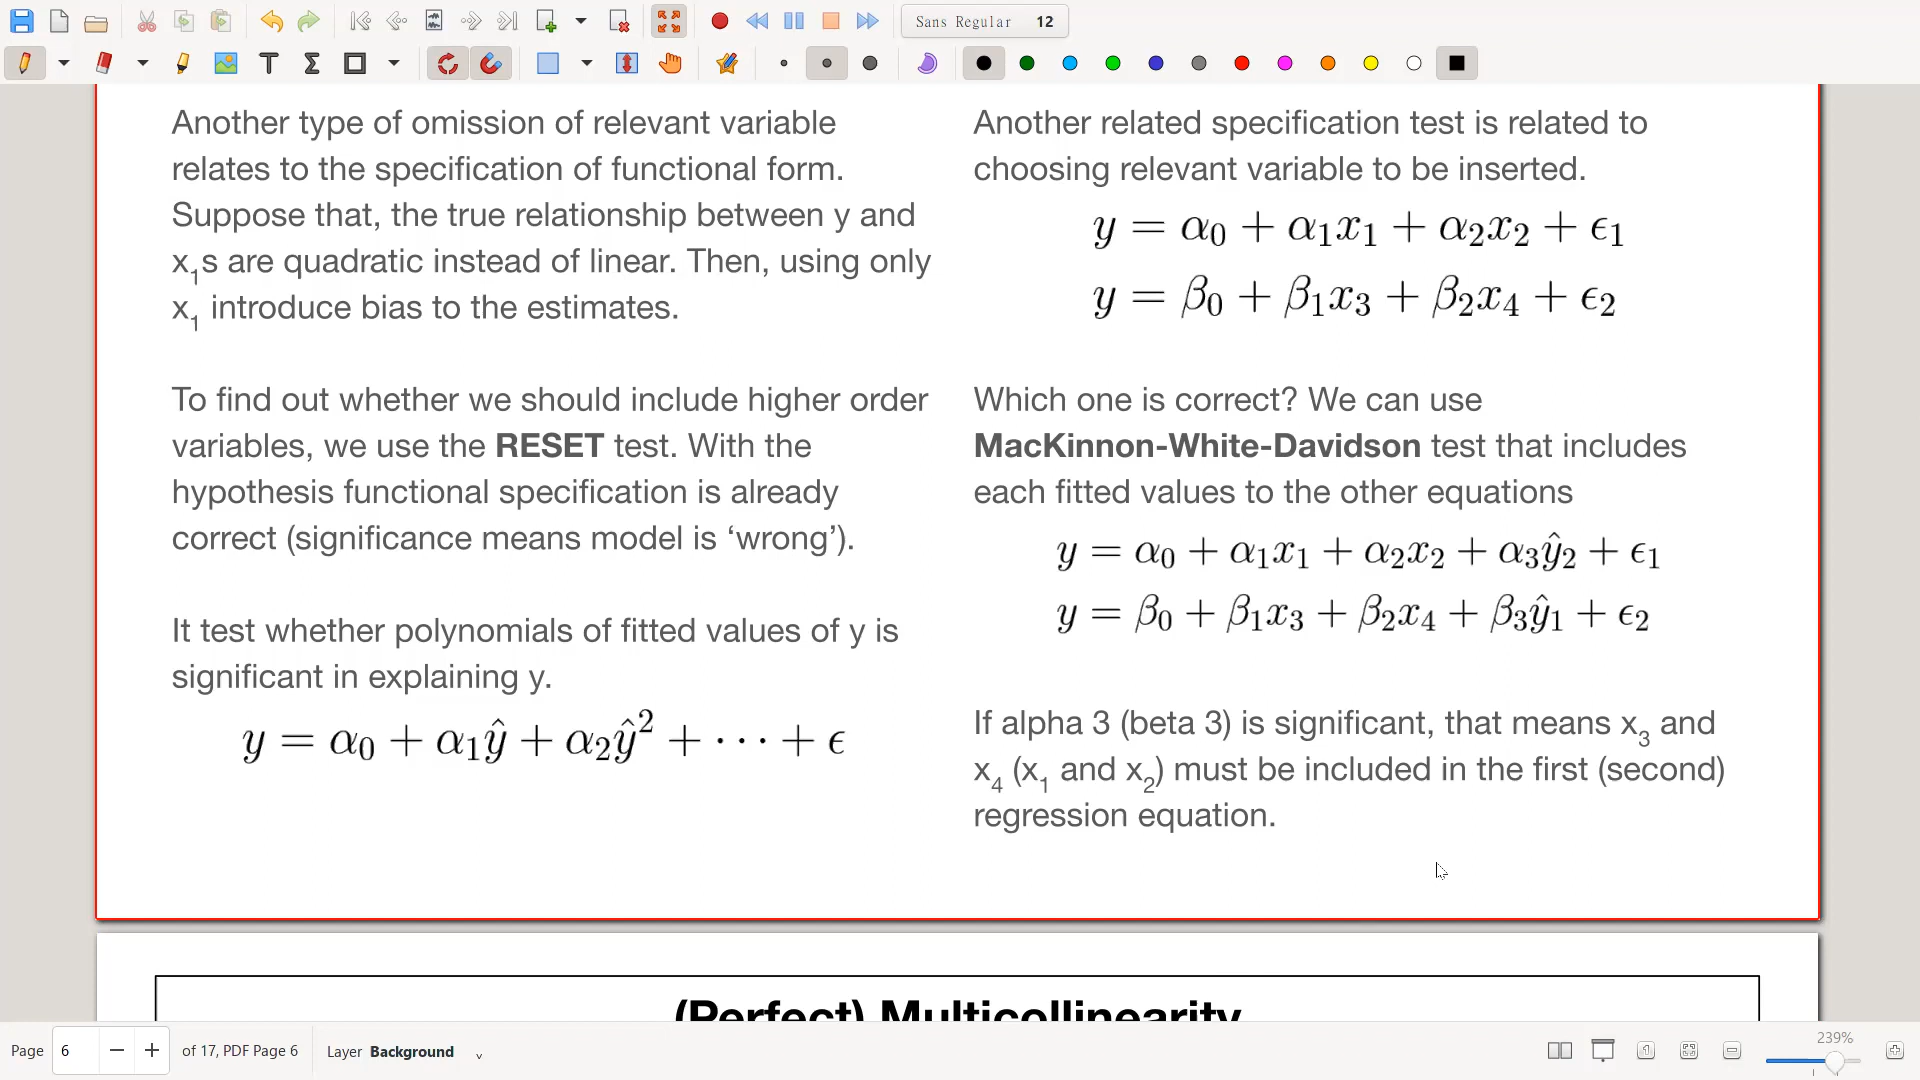 Sans Regular 12
Another type of omission of relevant variable
relates to the specification of functional form.
Suppose that, the true relationship between y and
x₁s are quadratic instead of linear. Then, using only
x₁ introduce bias to the estimates.
To find out whether we should include higher order
variables, we use the RESET test. With the
hypothesis functional specification is already
correct (significance means model is ‘wrong’).
It test whether polynomials of fitted values of y is
significant in explaining y.
y = α₀ + α₁ŷ + α₂ŷ² + ⋯ + ϵ
Another related specification test is related to
choosing relevant variable to be inserted.
y = α₀ + α₁x₁ + α₂x₂ + ϵ₁
y = β₀ + β₁x₃ + β₂x₄ + ϵ₂
Which one is correct? We can use
MacKinnon-White-Davidson test that includes
each fitted values to the other equations
y = α₀ + α₁x₁ + α₂x₂ + α₃ŷ₂ + ϵ₁
y = β₀ + β₁x₃ + β₂x₄ + β₃ŷ₁ + ϵ₂
If alpha 3 (beta 3) is significant, that means x₃ and
x₄ (x₁ and x₂) must be included in the first (second)
regression equation.
(Perfect) Multicollinearity
Page 6 of 17, PDF Page 6 Layer Background
239%